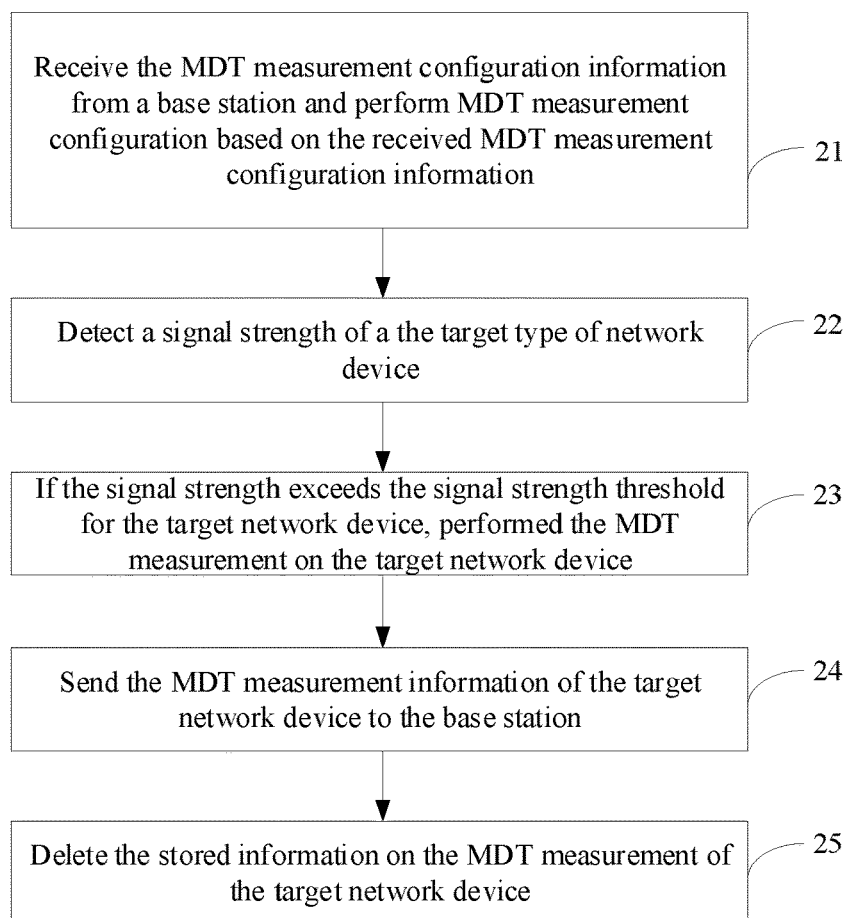 Receive the MDT measurement configuration information
from a base station and perform MDT measurement
configuration based on the received MDT measurement
configuration information
21
Detect a signal strength of a the target type of network
device
22
If the signal strength exceeds the signal strength threshold
for the target network device, performed the MDT
measurement on the target network device
23
Send the MDT measurement information of the target
network device to the base station
24
Delete the stored information on the MDT measurement of
the target network device
25